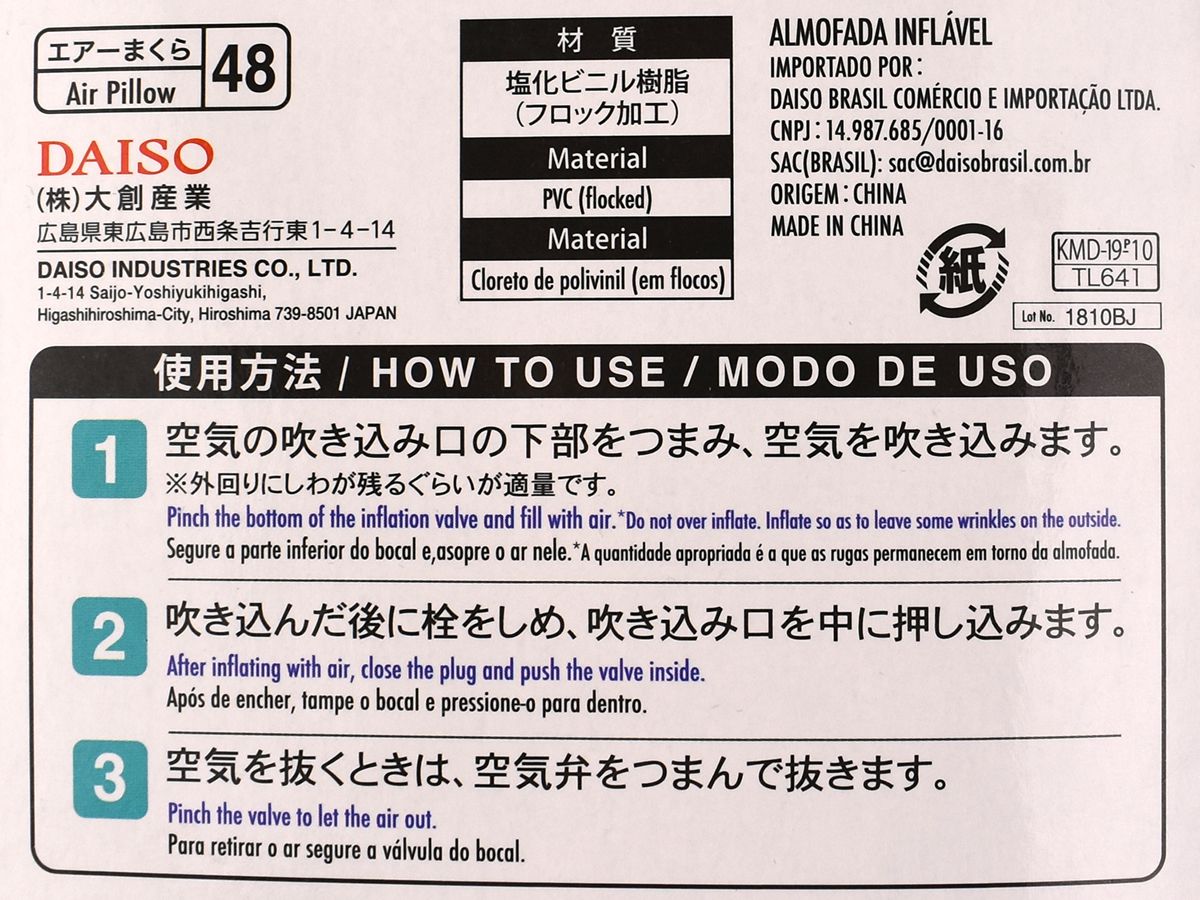 エアーまくら
Air Pillow
48
DAISO
(株)大創産業
広島県東広島市西条吉行東1-4-14
DAISO INDUSTRIES CO., LTD.
1-4-14 Saijo-Yoshiyukihigashi,
Higashihiroshima-City, Hiroshima 739-8501 JAPAN
材 質
塩化ビニル樹脂
(フロック加工)
Material
PVC (flocked)
Material
Cloreto de polivinil (em flocos)
ALMOFADA INFLÁVEL
IMPORTADO POR:
DAISO BRASIL COMÉRCIO E IMPORTAÇÃO LTDA.
CNPJ: 14.987.685/0001-16
SAC(BRASIL): sac@daisobrasil.com.br
ORIGEM: CHINA
MADE IN CHINA
紙
KMD-19ᴾ10
TL641
Lot No. 1810BJ
使用方法 / HOW TO USE / MODO DE USO
1
空気の吹き込み口の下部をつまみ、空気を吹き込みます。
※外回りにしわが残るぐらいが適量です。
Pinch the bottom of the inflation valve and fill with air.*Do not over inflate. Inflate so as to leave some wrinkles on the outside.
Segure a parte inferior do bocal e,asopre o ar nele.*A quantidade apropriada é a que as rugas permanecem em torno da almofada.
2
吹き込んだ後に栓をしめ、吹き込み口を中に押し込みます。
After inflating with air, close the plug and push the valve inside.
Após de encher, tampe o bocal e pressione-o para dentro.
3
空気を抜くときは、空気弁をつまんで抜きます。
Pinch the valve to let the air out.
Para retirar o ar segure a válvula do bocal.